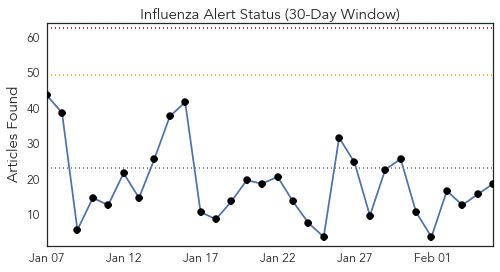 Influenza Alert Status (30-Day Window)
Articles Found
60
50
40
30
20
10
Jan 07 Jan 12 Jan 17 Jan 22 Jan 27 Feb 01